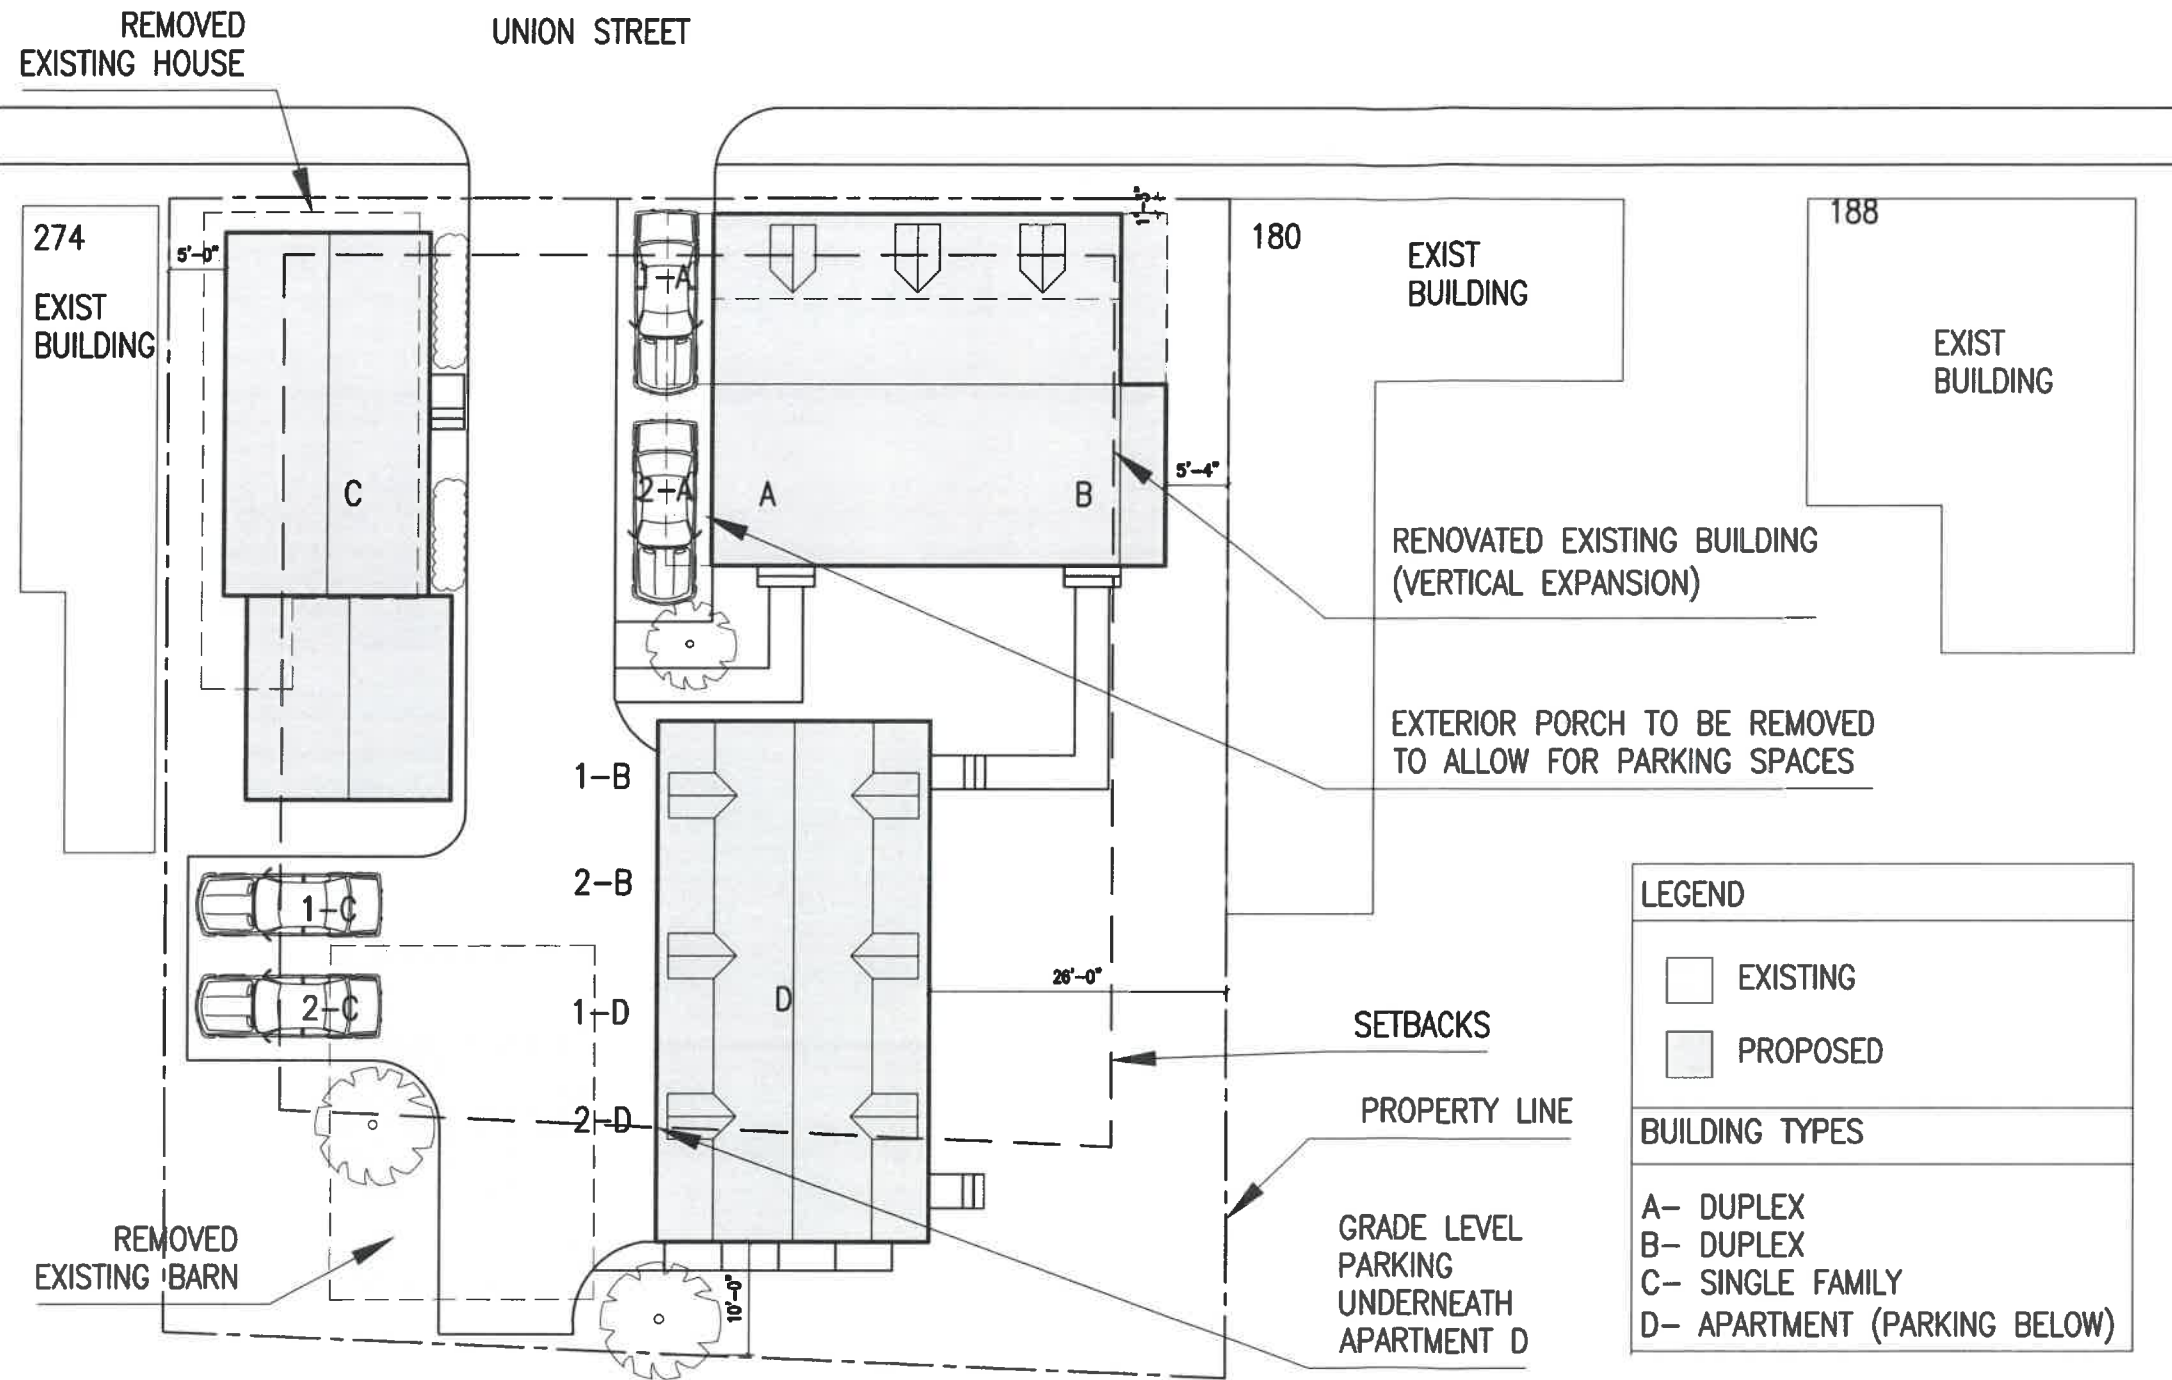 REMOVED
EXISTING HOUSE
UNION STREET
274
EXIST
BUILDING
5'-0"
C
-A
2-A
A
B
1'-3"
5'-4"
180
EXIST
BUILDING
188
EXIST
BUILDING
RENOVATED EXISTING BUILDING
(VERTICAL EXPANSION)
EXTERIOR PORCH TO BE REMOVED
TO ALLOW FOR PARKING SPACES
1-B
2-B
1-C
2-C
1-D
2-D
D
26'-0"
10'-0"
SETBACKS
PROPERTY LINE
GRADE LEVEL
PARKING
UNDERNEATH
APARTMENT D
REMOVED
EXISTING BARN
LEGEND
EXISTING
PROPOSED
BUILDING TYPES
A- DUPLEX
B- DUPLEX
C- SINGLE FAMILY
D- APARTMENT (PARKING BELOW)